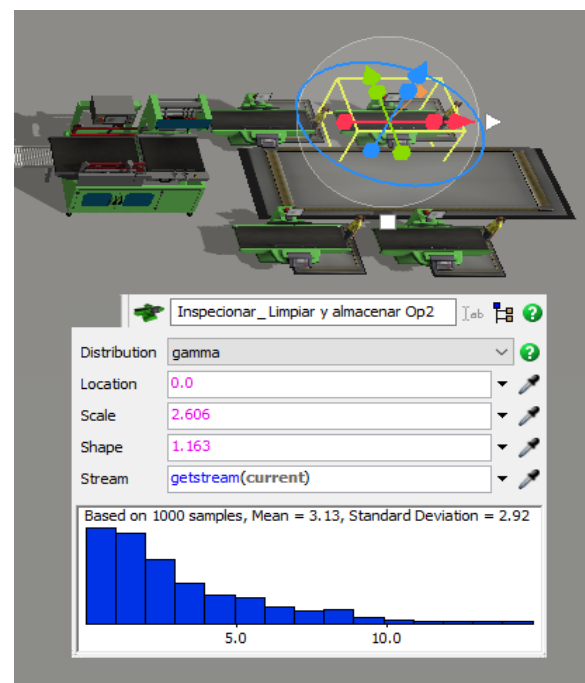 Inspecionar_ Limpiar y almacenar Op2
Distribution gamma
Location 0.0
Scale 2.606
Shape 1.163
Stream getstream(current)
Based on 1000 samples, Mean = 3.13, Standard Deviation = 2.92
5.0 10.0